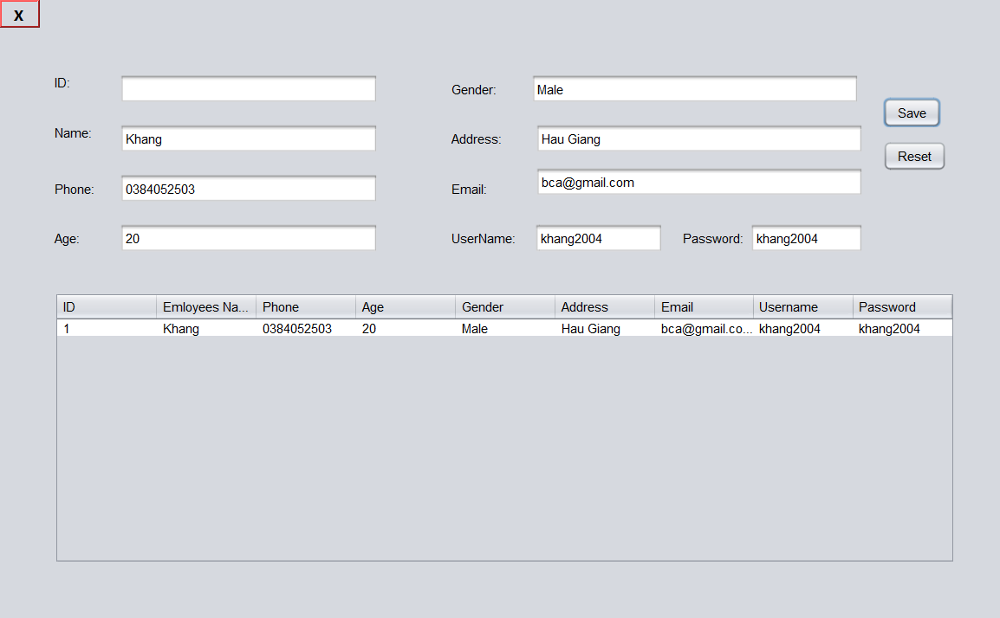 X
ID:
Gender: Male
Save
Name: Khang
Address: Hau Giang
Reset
Phone: 0384052503
Email: bca@gmail.com
Age: 20
UserName: khang2004 Password: khang2004
ID Emloyees Na... Phone Age Gender Address Email Username Password
1 Khang 0384052503 20 Male Hau Giang bca@gmail.co... khang2004 khang2004